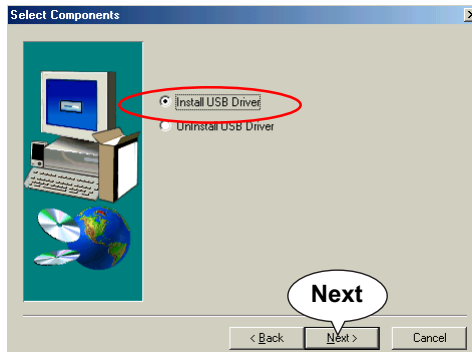 Select Components
Install USB Driver
Uninstall USB Driver
Next
< Back
Next >
Cancel